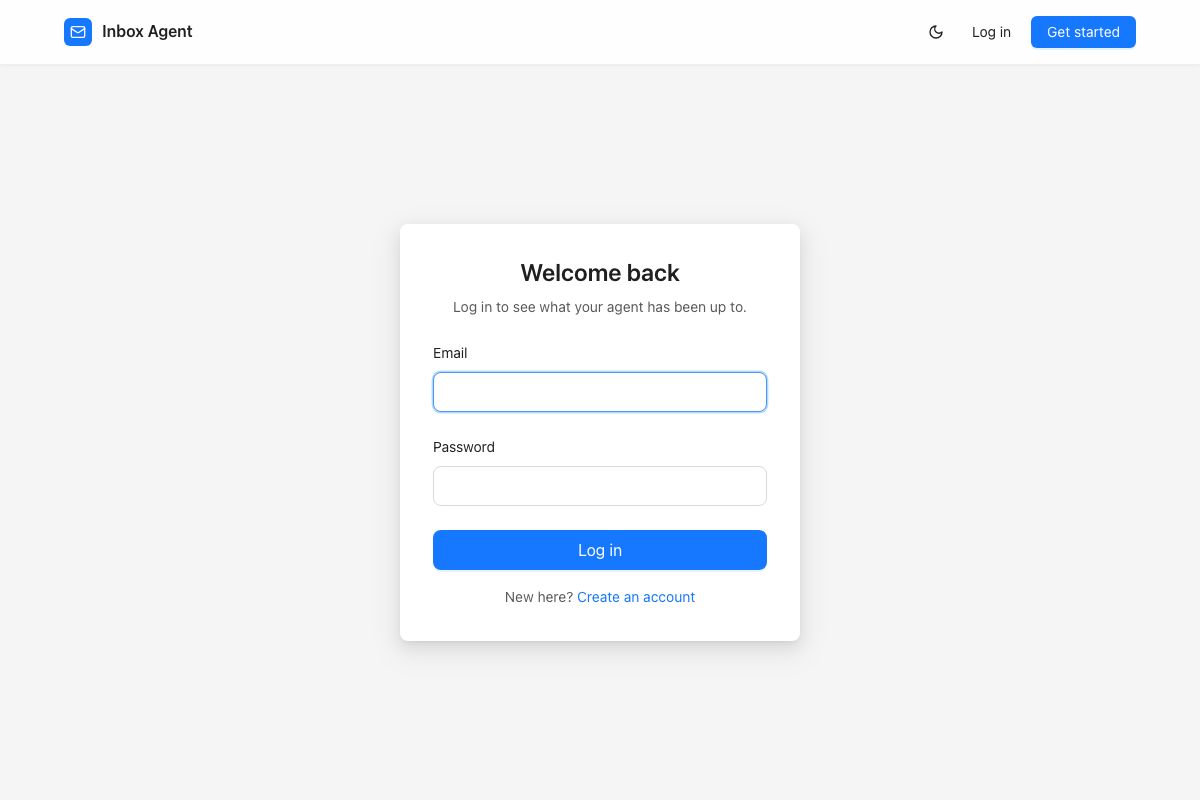 Inbox Agent
Log in
Get started
Welcome back
Log in to see what your agent has been up to.
Email
Password
Log in
New here? Create an account